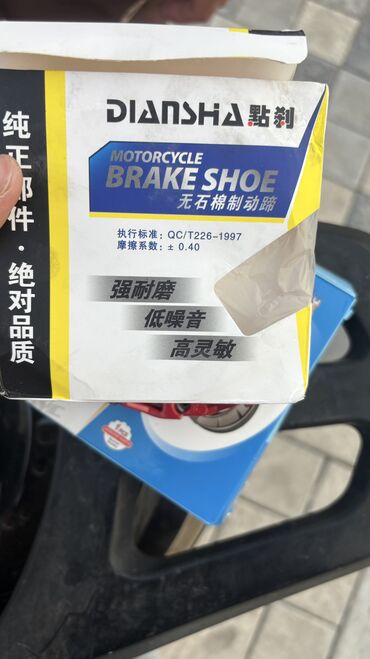 DIANSHA 點刹
MOTORCYCLE
BRAKE SHOE
无石棉制动蹄
执行标准: QC/T226-1997
摩擦系数: ± 0.40
强耐磨
低噪音
高灵敏
纯正部件·绝对品质